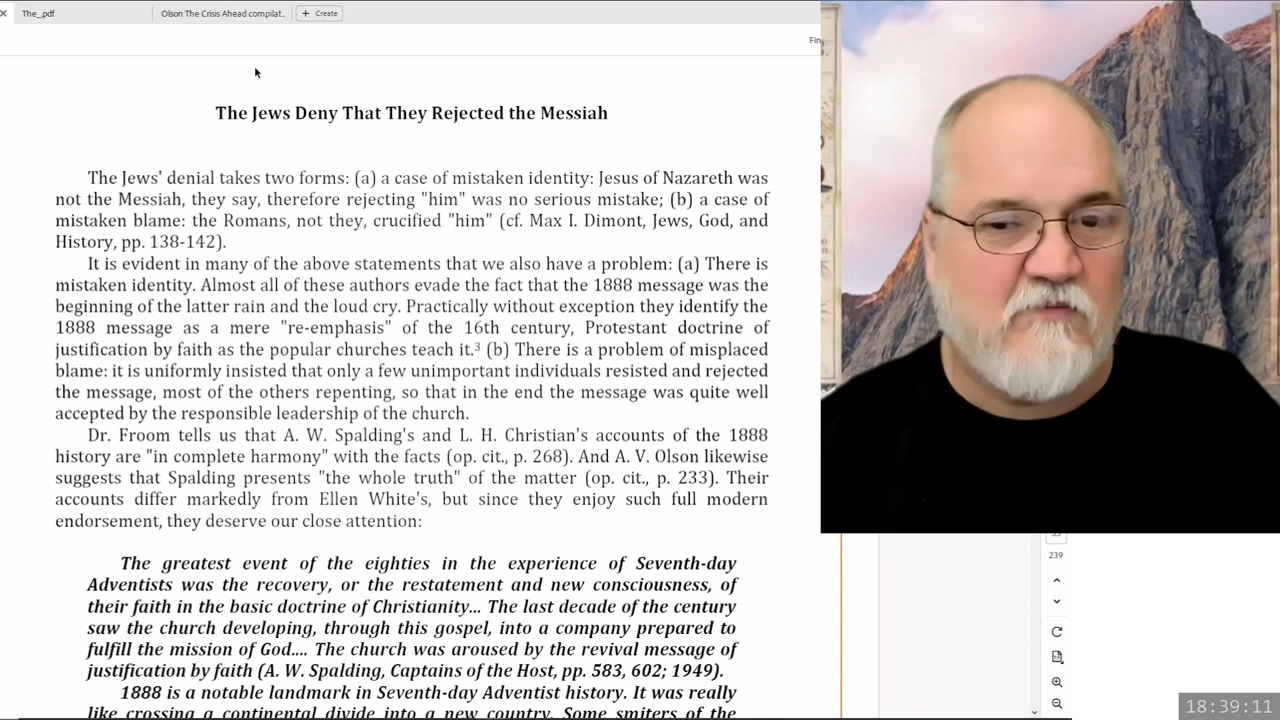 The_.pdf
Olson The Crisis Ahead compilat...
+ Create
Fin
The Jews Deny That They Rejected the Messiah
The Jews' denial takes two forms: (a) a case of mistaken identity: Jesus of Nazareth was
not the Messiah, they say, therefore rejecting "him" was no serious mistake; (b) a case of
mistaken blame: the Romans, not they, crucified "him" (cf. Max I. Dimont, Jews, God, and
History, pp. 138-142).
It is evident in many of the above statements that we also have a problem: (a) There is
mistaken identity. Almost all of these authors evade the fact that the 1888 message was the
beginning of the latter rain and the loud cry. Practically without exception they identify the
1888 message as a mere "re-emphasis" of the 16th century, Protestant doctrine of
justification by faith as the popular churches teach it.³ (b) There is a problem of misplaced
blame: it is uniformly insisted that only a few unimportant individuals resisted and rejected
the message, most of the others repenting, so that in the end the message was quite well
accepted by the responsible leadership of the church.
Dr. Froom tells us that A. W. Spalding's and L. H. Christian's accounts of the 1888
history are "in complete harmony" with the facts (op. cit., p. 268). And A. V. Olson likewise
suggests that Spalding presents "the whole truth" of the matter (op. cit., p. 233). Their
accounts differ markedly from Ellen White's, but since they enjoy such full modern
endorsement, they deserve our close attention:
The greatest event of the eighties in the experience of Seventh-day
Adventists was the recovery, or the restatement and new consciousness, of
their faith in the basic doctrine of Christianity... The last decade of the century
saw the church developing, through this gospel, into a company prepared to
fulfill the mission of God.... The church was aroused by the revival message of
justification by faith (A. W. Spalding, Captains of the Host, pp. 583, 602; 1949).
1888 is a notable landmark in Seventh-day Adventist history. It was really
like crossing a continental divide into a new country. Some smiters of the
239
18:39:11